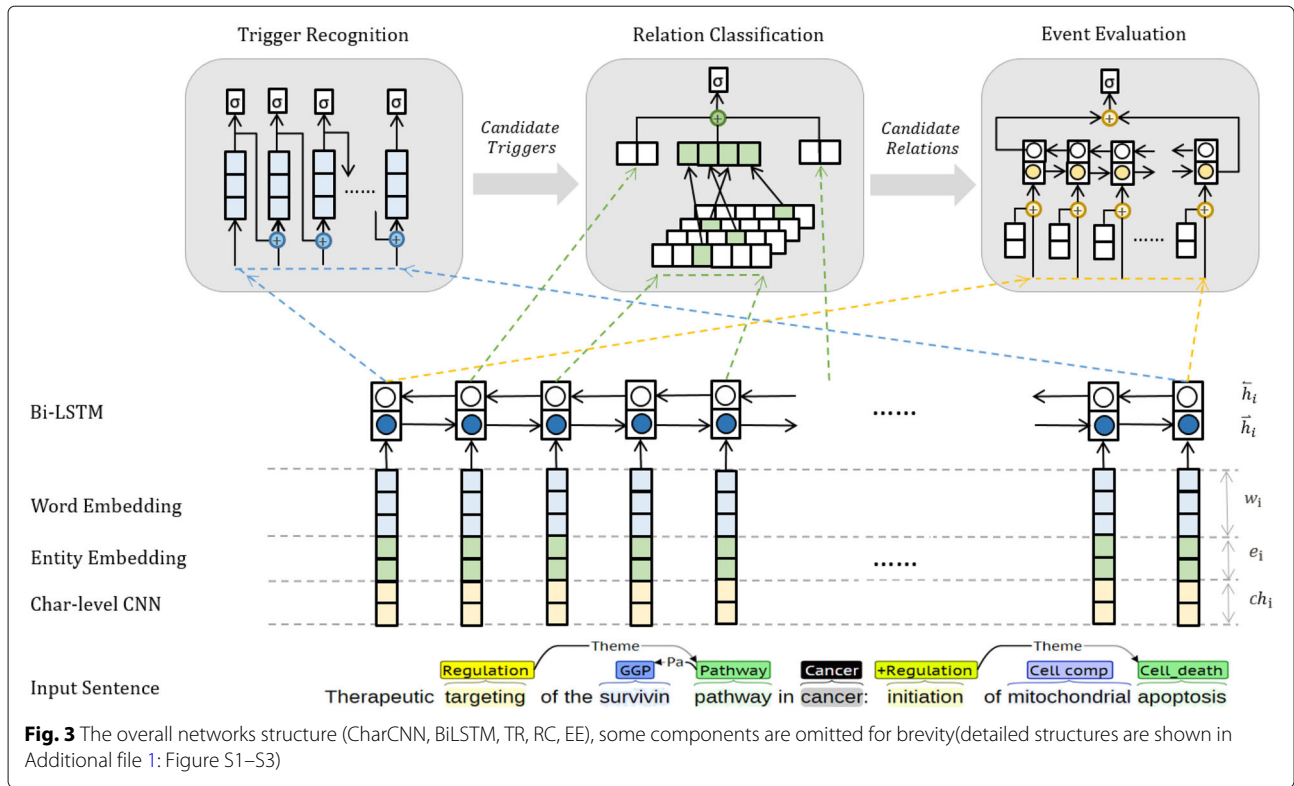 Trigger Recognition
Relation Classification
Event Evaluation
σ σ σ σ
σ
σ
+ + +
+
+
+ + + +
......
......
Candidate
Triggers
Candidate
Relations
Bi-LSTM
......
h⃖i
h⃗i
Word Embedding
wi
Entity Embedding
......
ei
Char-level CNN
chi
Theme
Theme
Regulation GGP Pa Pathway Cancer +Regulation Cell comp Cell_death
Input Sentence
Therapeutic targeting of the survivin pathway in cancer: initiation of mitochondrial apoptosis
Fig. 3 The overall networks structure (CharCNN, BiLSTM, TR, RC, EE), some components are omitted for brevity(detailed structures are shown in
Additional file 1: Figure S1–S3)